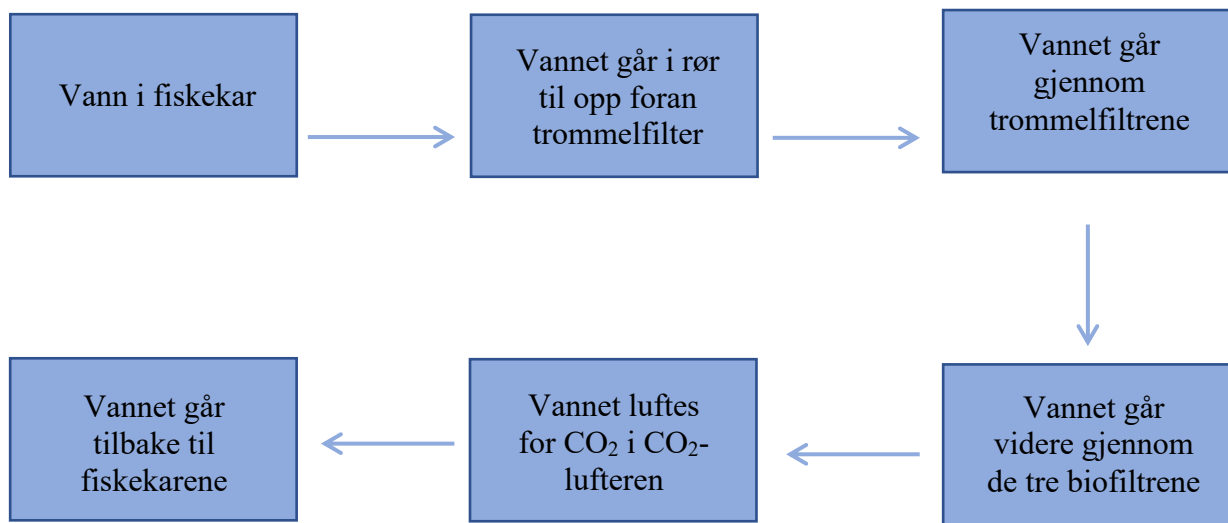 Vann i fiskekar
Vannet går i rør
til opp foran
trommelfilter
Vannet går
gjennom
trommelfiltrene
Vannet går
videre gjennom
de tre biofiltrene
Vannet luftes
for CO₂ i CO₂-
lufteren
Vannet går
tilbake til
fiskekarene